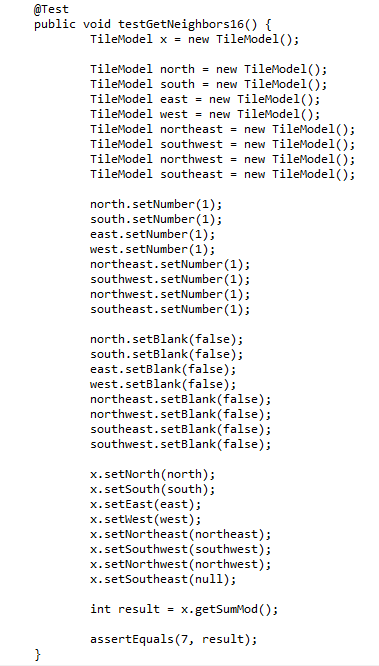 @Test
public void testGetNeighbors16() {
TileModel x = new TileModel();
TileModel north = new TileModel();
TileModel south = new TileModel();
TileModel east = new TileModel();
TileModel west = new TileModel();
TileModel northeast = new TileModel();
TileModel southwest = new TileModel();
TileModel northwest = new TileModel();
TileModel southeast = new TileModel();
north.setNumber(1);
south.setNumber(1);
east.setNumber(1);
west.setNumber(1);
northeast.setNumber(1);
southwest.setNumber(1);
northwest.setNumber(1);
southeast.setNumber(1);
north.setBlank(false);
south.setBlank(false);
east.setBlank(false);
west.setBlank(false);
northeast.setBlank(false);
northwest.setBlank(false);
southeast.setBlank(false);
southwest.setBlank(false);
x.setNorth(north);
x.setSouth(south);
x.setEast(east);
x.setWest(west);
x.setNortheast(northeast);
x.setSouthwest(southwest);
x.setNorthwest(northwest);
x.setSoutheast(null);
int result = x.getSumMod();
assertEquals(7, result);
}